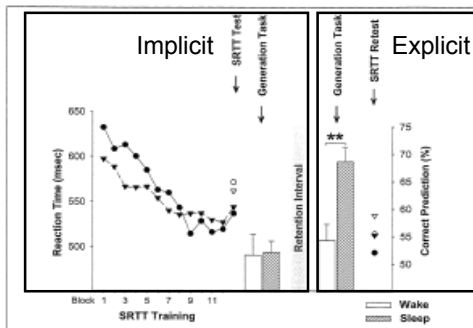 Implicit
Explicit
SRTT Test
Generation Task
Generation Task
SRTT Retest
650
600
550
500
Reaction Time (msec)
Retention Interval
**
75
70
65
60
55
50
Correct Prediction (%)
Block 1 3 5 7 9 11
SRTT Training
Wake
Sleep